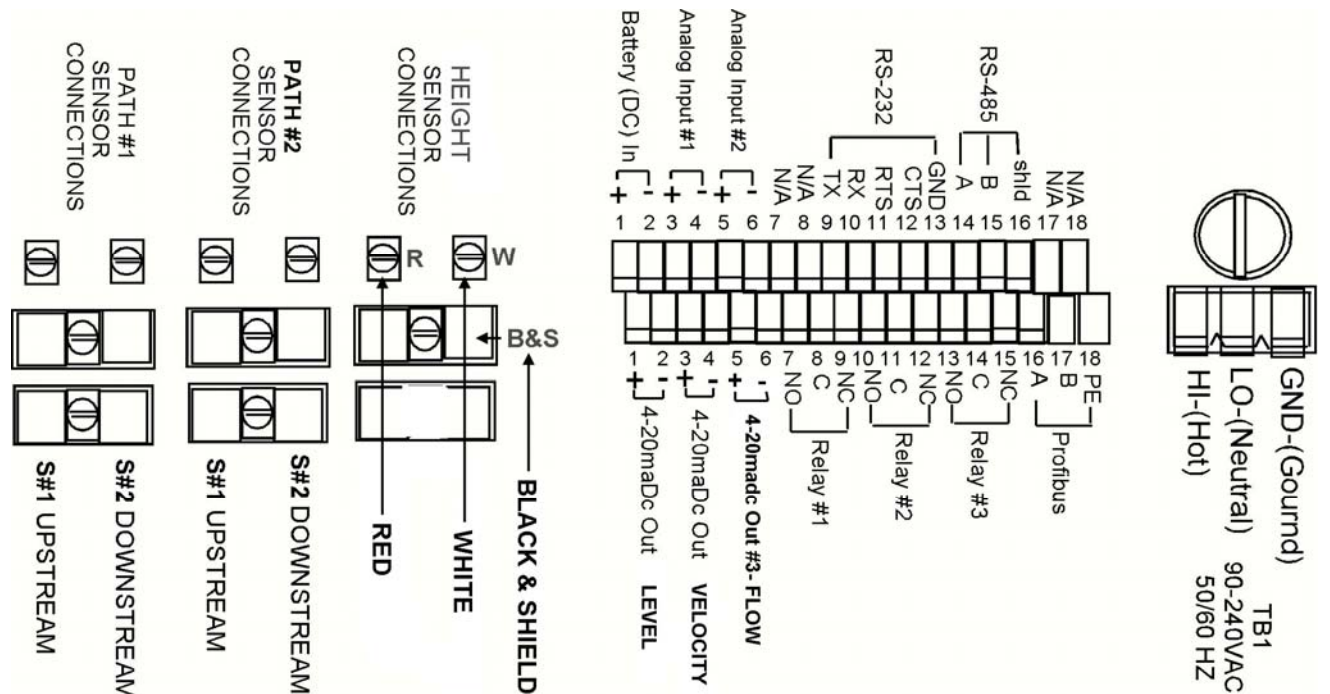 PATH #1
SENSOR
CONNECTIONS
PATH #2
SENSOR
CONNECTIONS
HEIGHT
SENSOR
CONNECTIONS
R
W
B&S
S#1 UPSTREAM
S#2 DOWNSTREAM
S#1 UPSTREAM
S#2 DOWNSTREAM
RED
WHITE
BLACK & SHIELD
Battery (DC) In
Analog Input #1
Analog Input #2
RS-232
RS-485
+
-
+
-
+
-
N/A
N/A
TX
RX
RTS
CTS
GND
A
B
shld
N/A
N/A
1 2 3 4 5 6 7 8 9 10 11 12 13 14 15 16 17 18
1 2 3 4 5 6 7 8 9 10 11 12 13 14 15 16 17 18
+
-
+
-
+
-
NO
C
NC
NO
C
NC
NO
C
NC
A
B
PE
4-20maDc Out LEVEL
4-20maDc Out VELOCITY
4-20madc Out #3- FLOW
Relay #1
Relay #2
Relay #3
Profibus
HI-(Hot)
LO-(Neutral)
GND-(Gournd)
TB1
90-240VAC
50/60 HZ